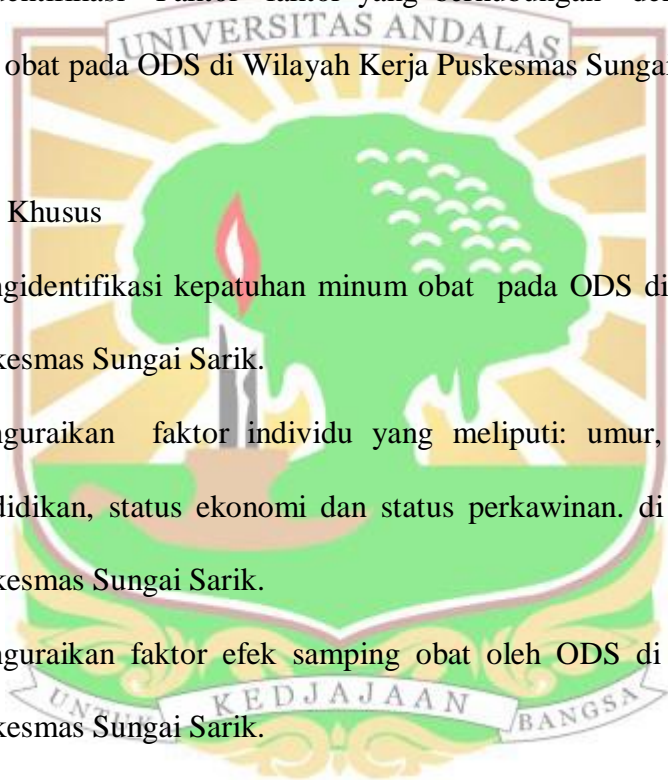 UNIVERSITAS ANDALAS
obat pada ODS di Wilayah Kerja Puskesmas Sungai
Khusus
ngidentifikasi kepatuhan minum obat pada ODS di
kesmas Sungai Sarik.
nguraikan faktor individu yang meliputi: umur,
didikan, status ekonomi dan status perkawinan. di
kesmas Sungai Sarik.
nguraikan faktor efek samping obat oleh ODS di
UNTUK KEDJAJAAN BANGSA
kesmas Sungai Sarik.